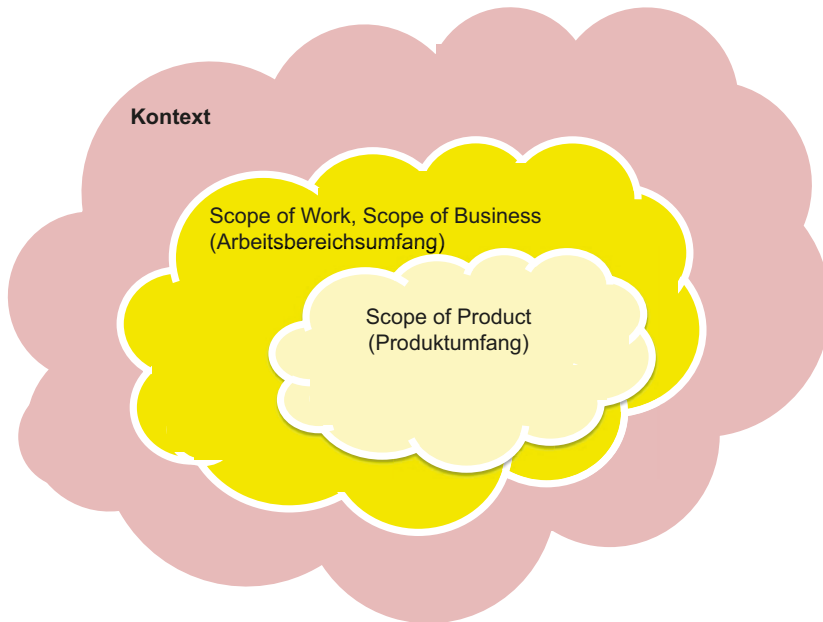 Kontext
Scope of Work, Scope of Business
(Arbeitsbereichsumfang)
Scope of Product
(Produktumfang)